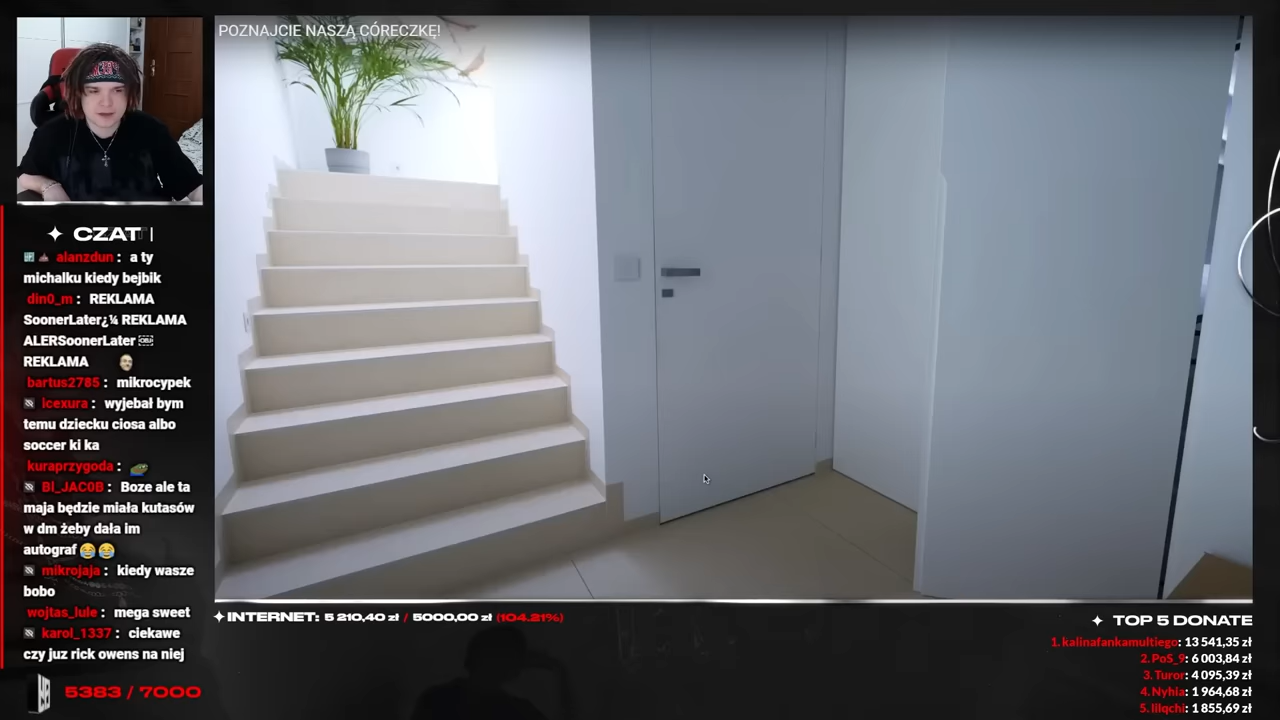 POZNAJCIE NASZĄ CÓRECZKĘ!
✦ CZAT
alanzdun: a ty
michalku kiedy bejbik
din0_m: REKLAMA
SoonerLater¿¼ REKLAMA
ALERSoonerLater
REKLAMA
bartus2785: mikrocypek
icexura: wyjebał bym
temu dziecku ciosa albo
soccer ki ka
kuraprzygoda:
BI_JAC0B: Boze ale ta
maja będzie miała kutasów
w dm żeby dała im
autograf 😂😂
mikrojaja: kiedy wasze
bobo
wojtas_lule: mega sweet
karol_1337: ciekawe
czy juz rick owens na niej
5383 / 7000
✦INTERNET: 5 210,40 zł / 5000,00 zł (104.21%)
✦ TOP 5 DONATE
1. kalinafankamultiego: 13 541,35 zł
2. PoS_9: 6 003,84 zł
3. Turor: 4 095,39 zł
4. Nyhia: 1 964,68 zł
5. lilqchi: 1 855,69 zł